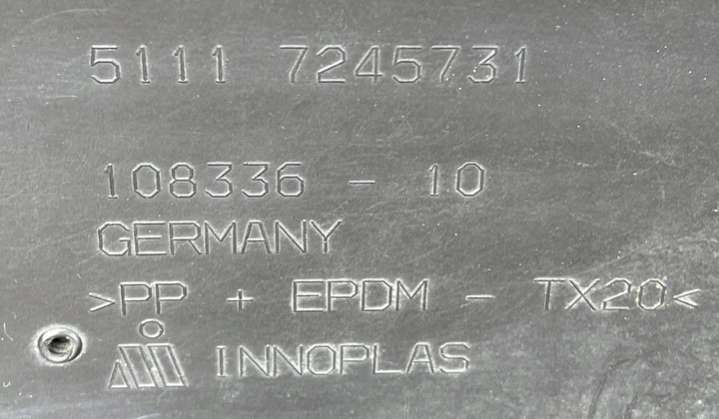 5111 7245731
108336 - 10
GERMANY
>PP + EPDM - TX20<
INNOPLAS